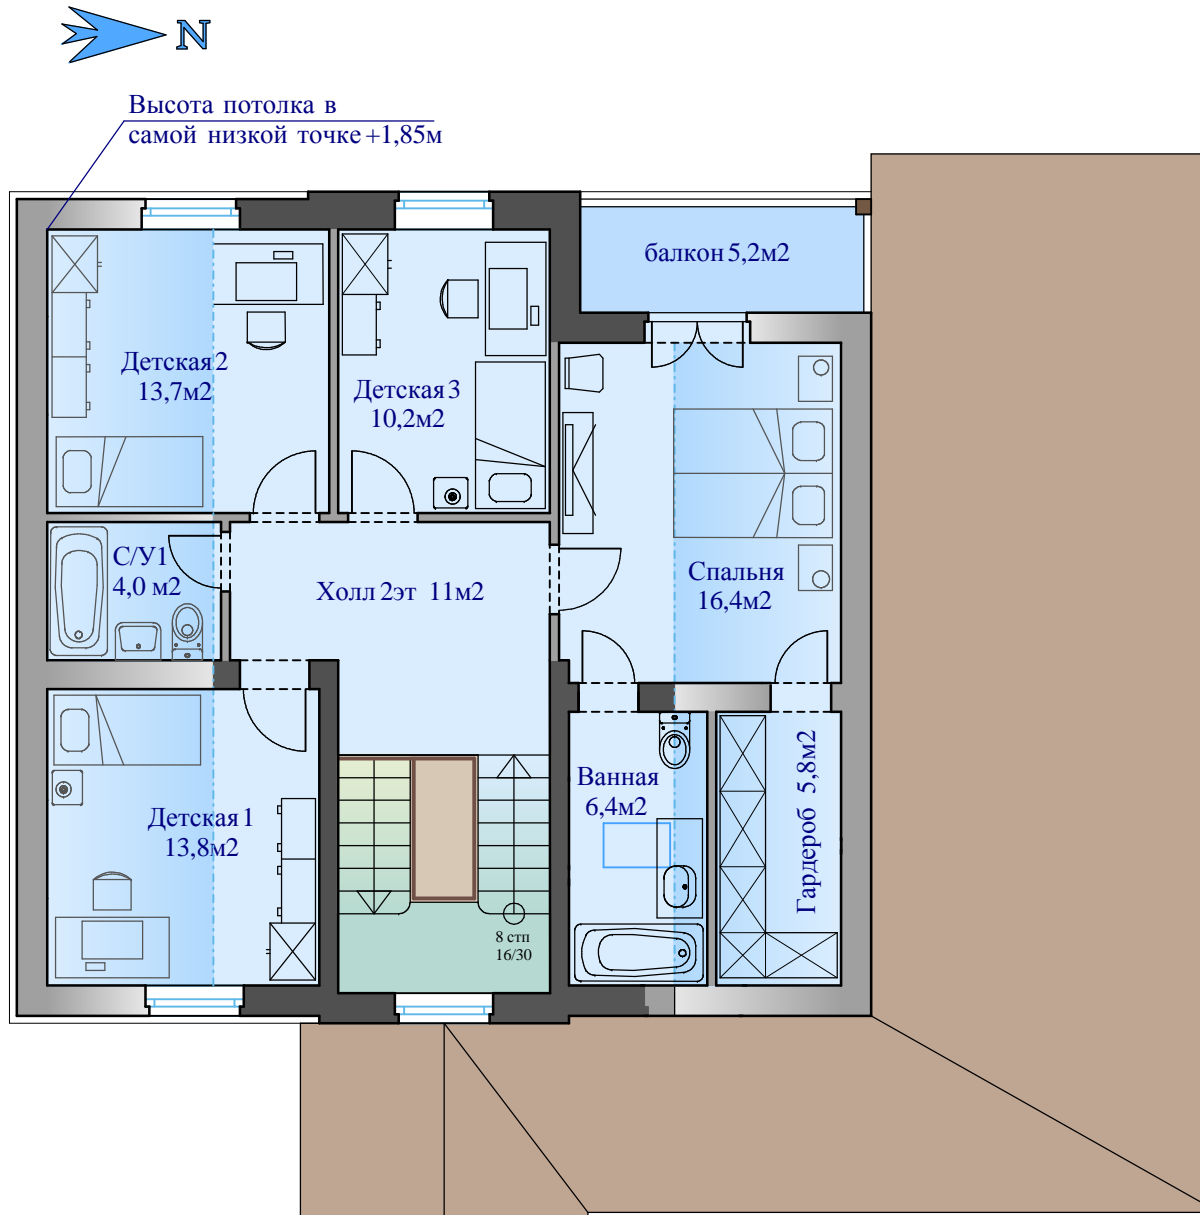 N
Высота потолка в
самой низкой точке +1,85м
балкон 5,2м2
Детская 2
13,7м2
Детская 3
10,2м2
С/У1
4,0 м2
Холл 2эт 11м2
Спальня
16,4м2
Детская 1
13,8м2
Ванная
6,4м2
Гардероб 5,8м2
8 стп
16/30